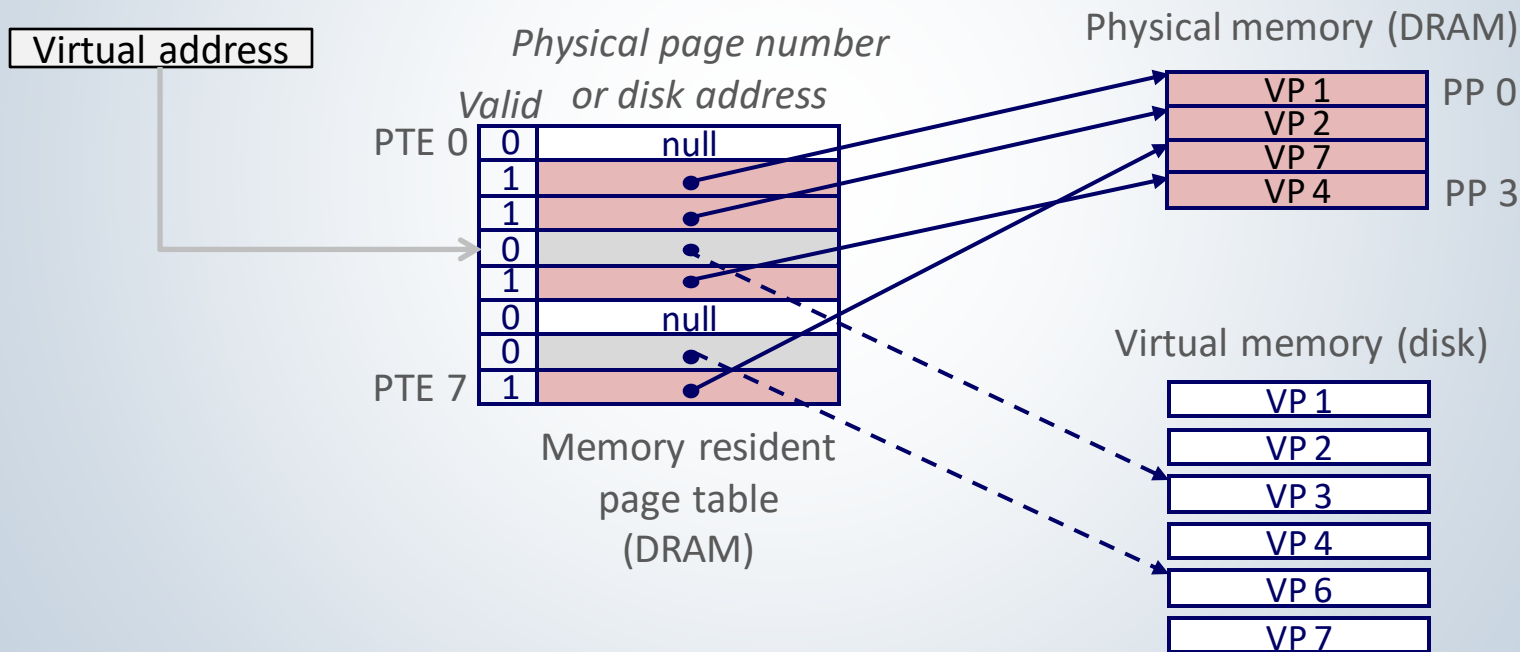 Virtual address
Physical page number
or disk address
Valid
PTE 0
0
null
1
1
0
1
0
null
0
PTE 7
1
Memory resident
page table
(DRAM)
Physical memory (DRAM)
VP 1
PP 0
VP 2
VP 7
VP 4
PP 3
Virtual memory (disk)
VP 1
VP 2
VP 3
VP 4
VP 6
VP 7